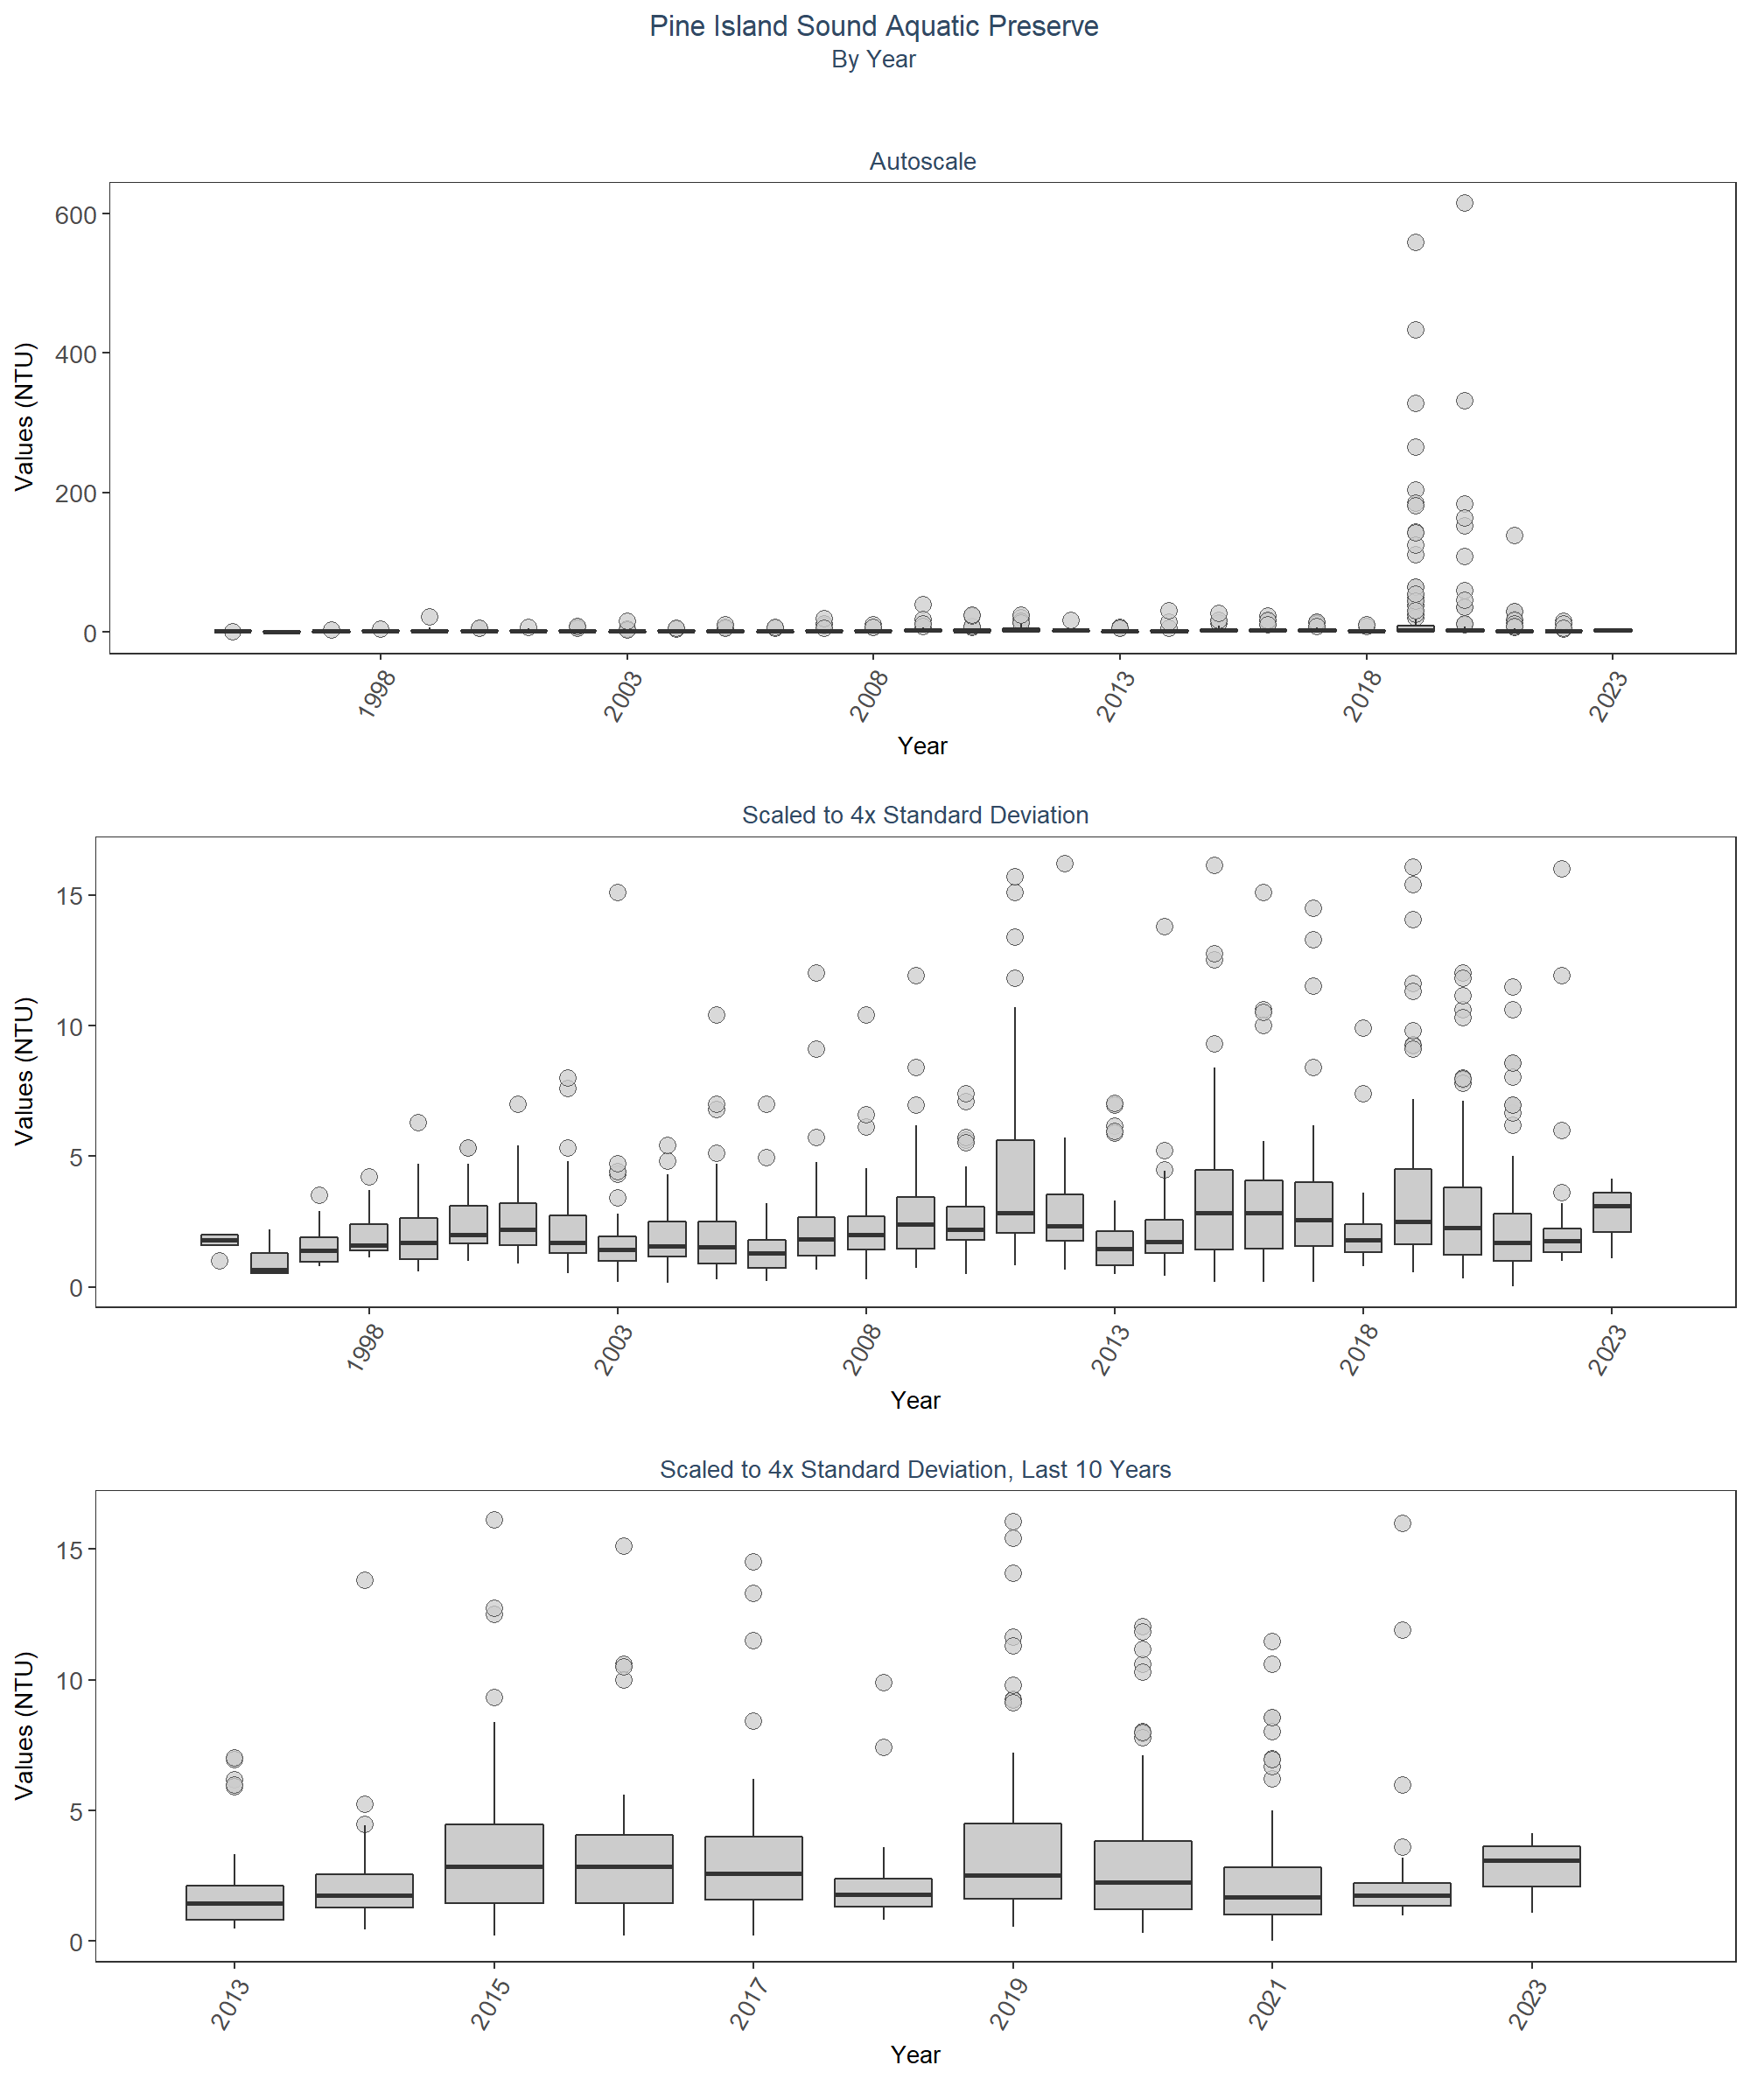 Pine Island Sound Aquatic Preserve
By Year
Autoscale
Values (NTU)
600
400
200
0
1998
2003
2008
2013
2018
2023
Year
Scaled to 4x Standard Deviation
Values (NTU)
15
10
5
0
1998
2003
2008
2013
2018
2023
Year
Scaled to 4x Standard Deviation, Last 10 Years
Values (NTU)
15
10
5
0
2013
2015
2017
2019
2021
2023
Year